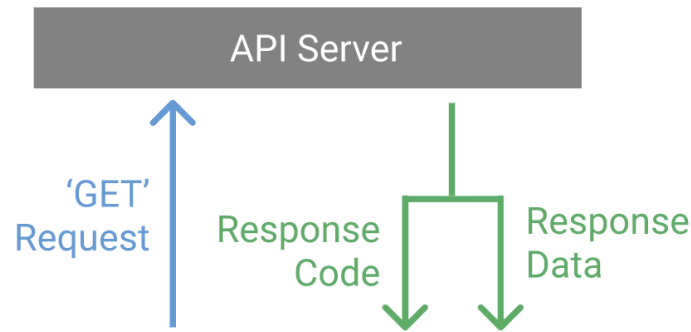 API Server
‘GET’
Request
Response
Code
Response
Data